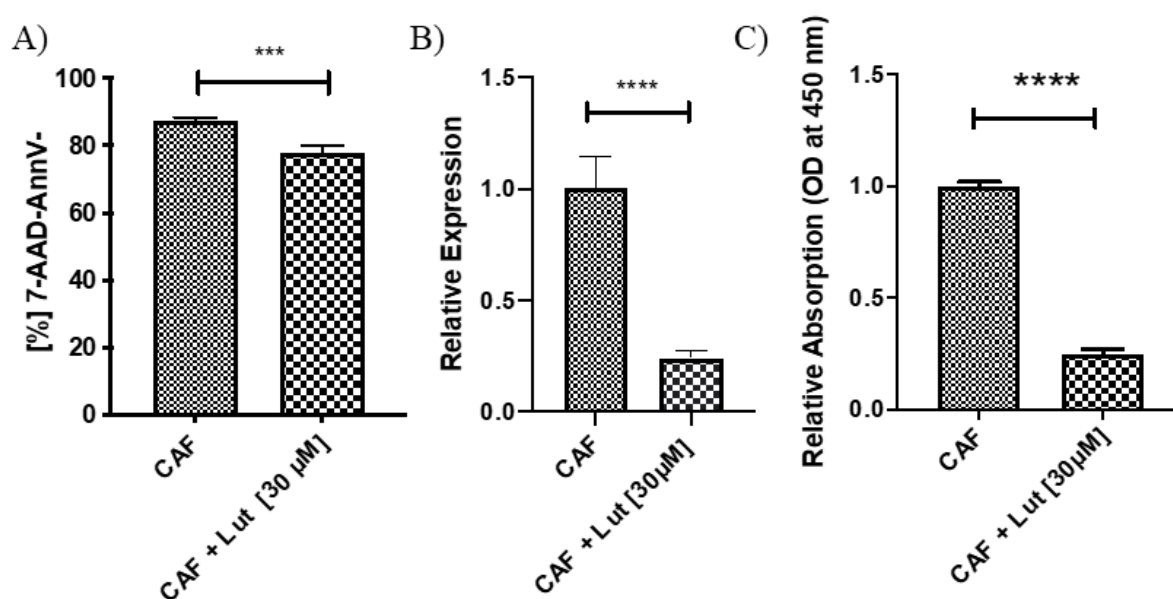 A)
[%] 7-AAD-AnnV-
100
80
60
40
20
0
***
CAF
CAF + Lut [30 µM]
B)
Relative Expression
1.5
1.0
0.5
0.0
****
CAF
CAF + Lut [30µM]
C)
Relative Absorption (OD at 450 nm)
1.5
1.0
0.5
0.0
****
CAF
CAF + Lut [30µM]